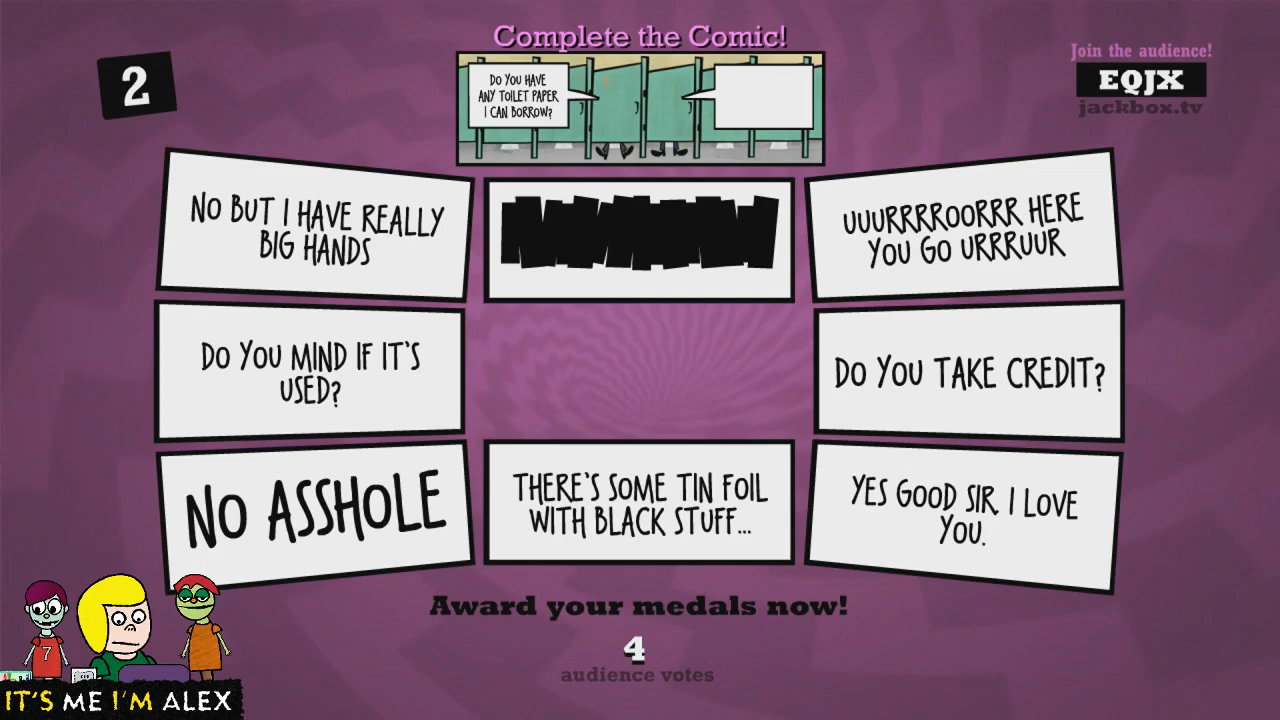 Complete the Comic!
2
DO YOU HAVE
ANY TOILET PAPER
I CAN BORROW?
Join the audience!
EQJX
jackbox.tv
NO BUT I HAVE REALLY
BIG HANDS
UUURRRROORRR HERE
YOU GO URRRUUR
DO YOU MIND IF IT'S
USED?
DO YOU TAKE CREDIT?
NO ASSHOLE
THERE'S SOME TIN FOIL
WITH BLACK STUFF...
YES GOOD SIR I LOVE
YOU.
Award your medals now!
4
audience votes
7
IT'S ME I'M ALEX